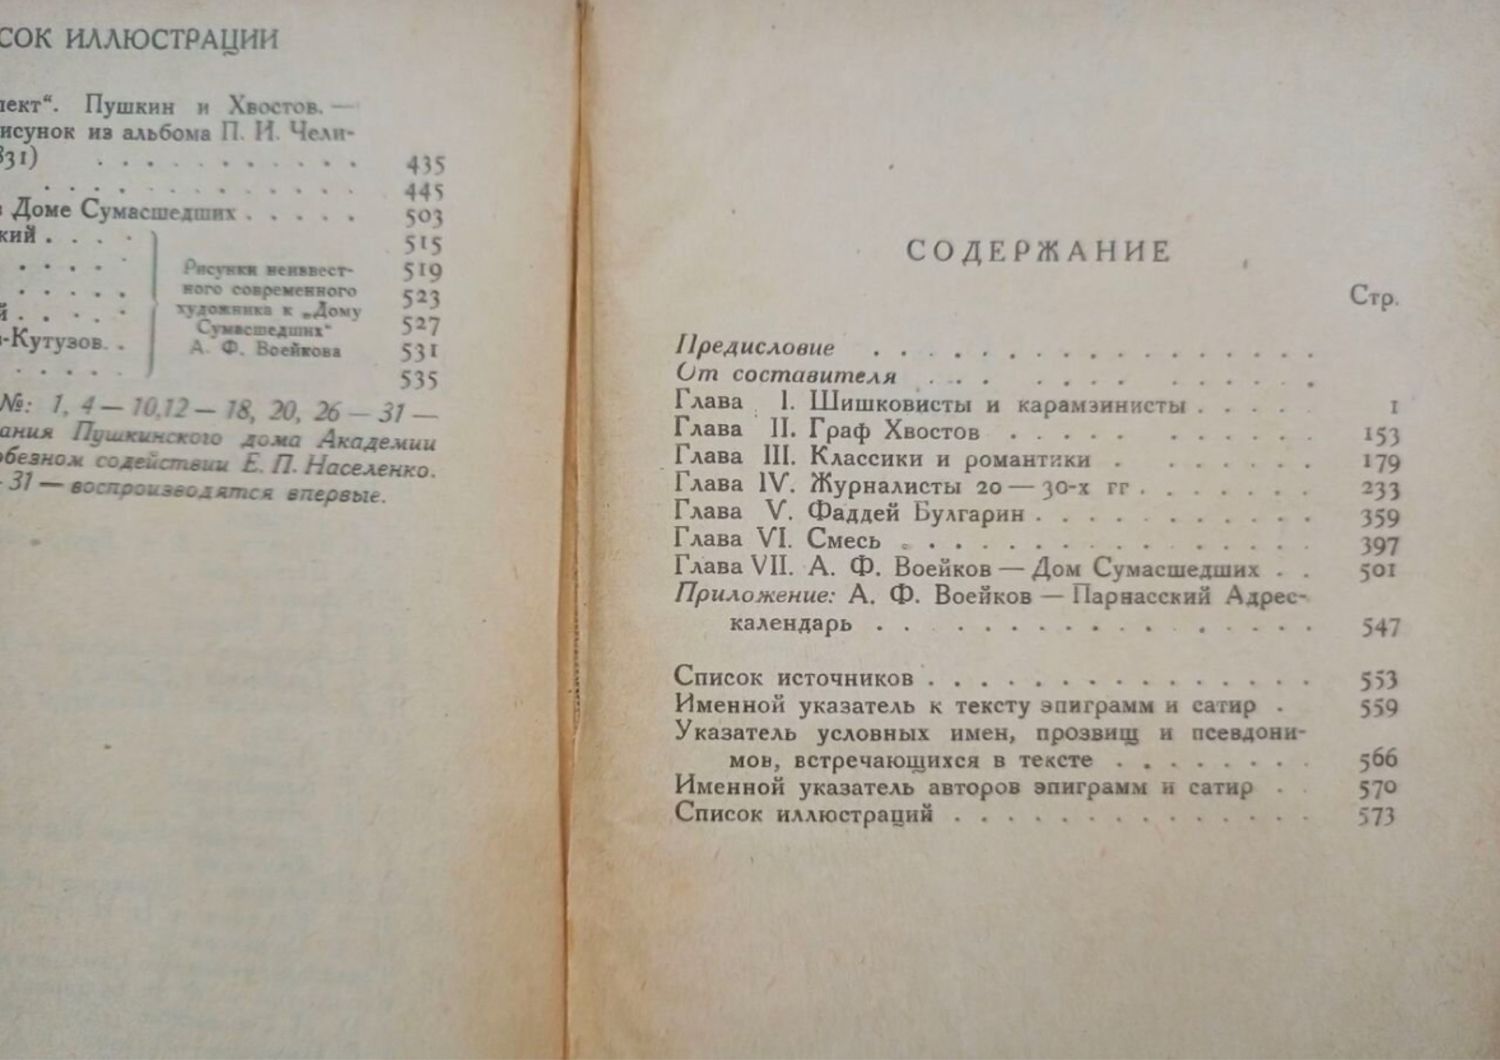 СОК ИЛЛЮСТРАЦИИ
Пушкин и Хвостов. —
исунок из альбома П. И. Чели-
831) . . . . . . . . . . 435
. . . . . . . . . . . . 445
Доме Сумасшедших . . . . . 503
кий . . . . 515
. . . . . 519
. . . . . 523
й . . . . . 527
-Кутузов. . 531
. . . . . 535
Рисунки неизвест-
ного современного
художника к „Дому
Сумасшедших“
А. Ф. Воейкова
№: 1, 4 — 10,12 — 18, 20, 26 — 31 —
ания Пушкинского дома Академии
обезном содействии Е. П. Населенко.
31 — воспроизводятся впервые.
СОДЕРЖАНИЕ
Стр.
Предисловие . . . . . . . . . . . . . . . .
От составителя . . . . . . . . . . . . .
Глава I. Шишковисты и карамзинисты . . . . . 1
Глава II. Граф Хвостов . . . . . . . . . . 153
Глава III. Классики и романтики . . . . . . . 179
Глава IV. Журналисты 20 — 30-х гг . . . . . . . 233
Глава V. Фаддей Булгарин . . . . . . . . . . . 359
Глава VI. Смесь . . . . . . . . . . . . . . . 397
Глава VII. А. Ф. Воейков — Дом Сумасшедших . . 501
Приложение: А. Ф. Воейков — Парнасский Адрес-
календарь . . . . . . . . . . . . . . . 547
Список источников . . . . . . . . . . . . . . . 553
Именной указатель к тексту эпиграмм и сатир . 559
Указатель условных имен, прозвищ и псевдони-
мов, встречающихся в тексте . . . . . . . . 566
Именной указатель авторов эпиграмм и сатир . . 570
Список иллюстраций . . . . . . . . . . . . . . 573